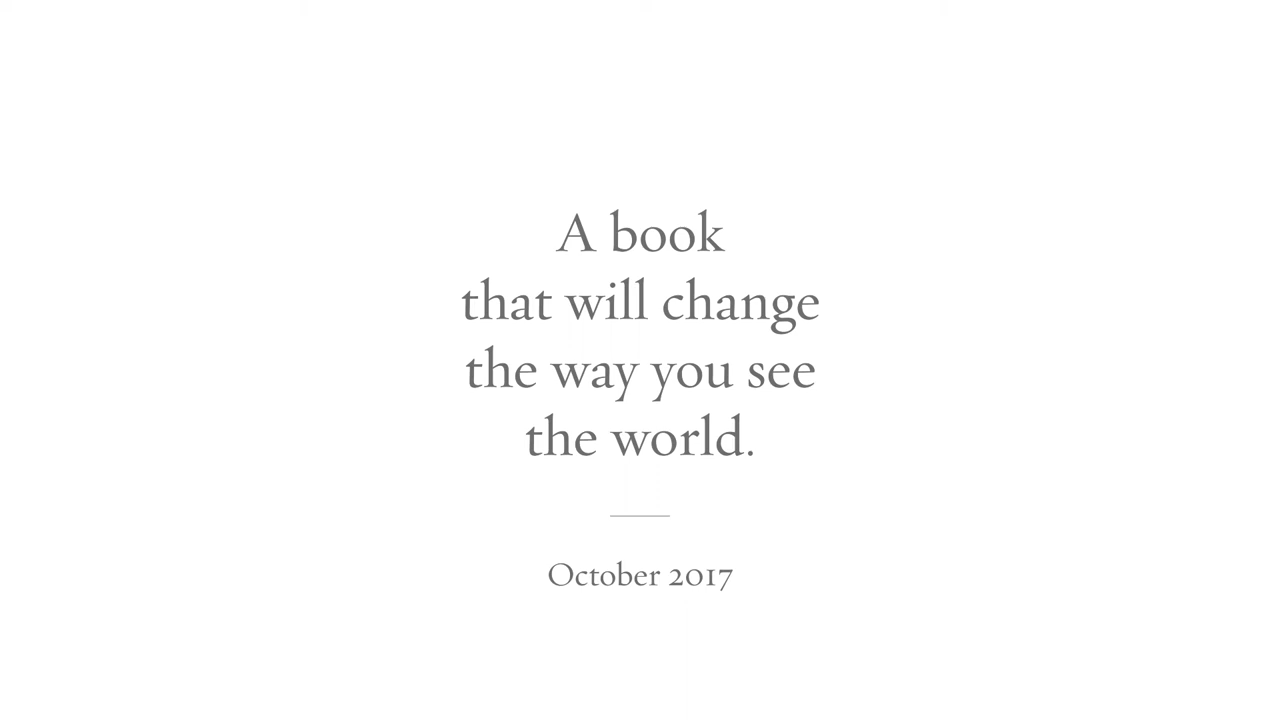 A book
that will change
the way you see
the world.
October 2017